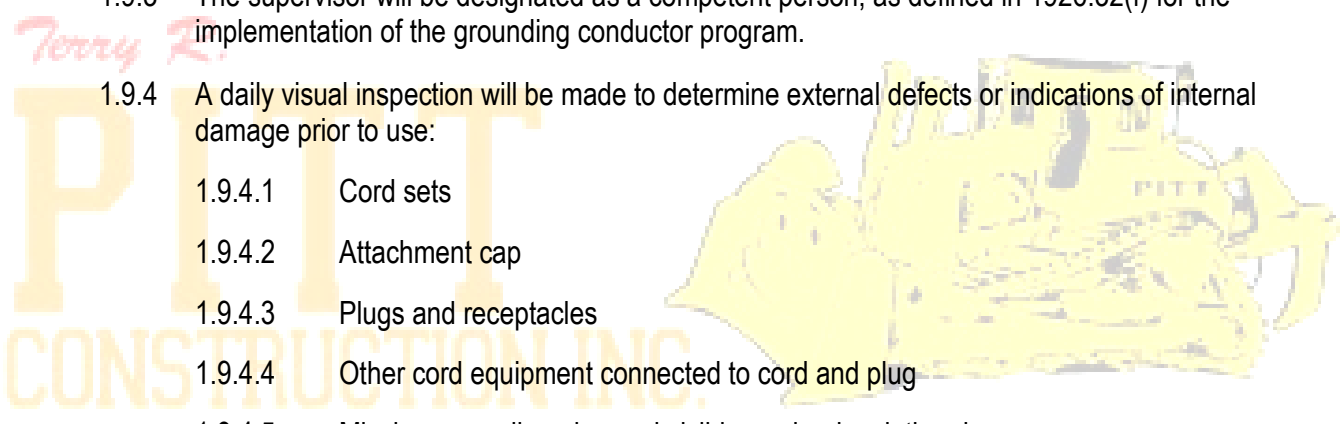 1.9.3 The supervisor will be designated as a competent person, as defined in 1926.32(f) for the
implementation of the grounding conductor program.
Terry R.
PITT
CONSTRUCTION INC.
PITT
1.9.4 A daily visual inspection will be made to determine external defects or indications of internal
damage prior to use:
1.9.4.1 Cord sets
1.9.4.2 Attachment cap
1.9.4.3 Plugs and receptacles
1.9.4.4 Other cord equipment connected to cord and plug